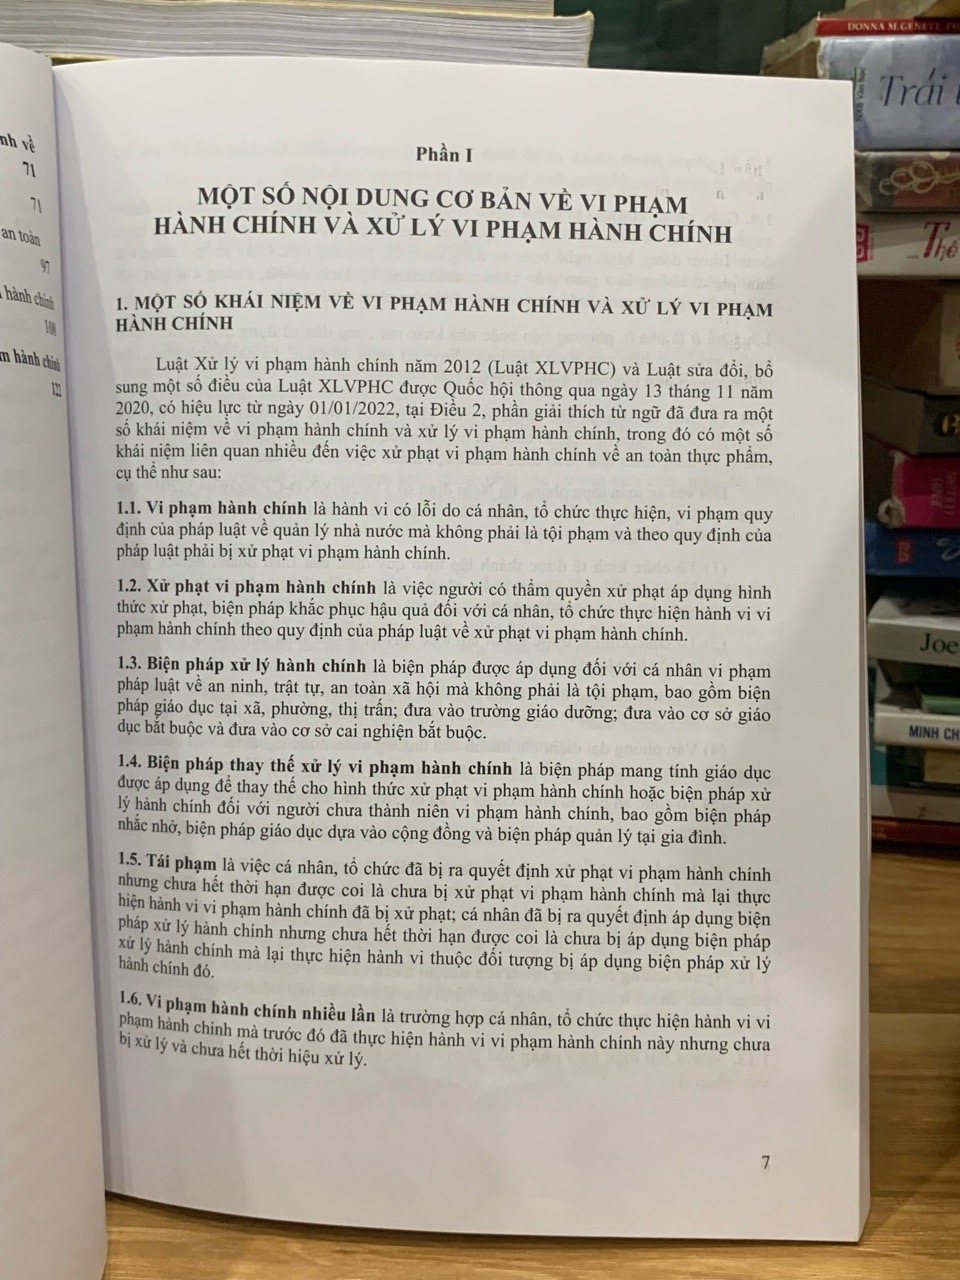 nh về
71
71
an toàn
97
hành chính
108
m hành chính
122
Phần I
MỘT SỐ NỘI DUNG CƠ BẢN VỀ VI PHẠM
HÀNH CHÍNH VÀ XỬ LÝ VI PHẠM HÀNH CHÍNH
1. MỘT SỐ KHÁI NIỆM VỀ VI PHẠM HÀNH CHÍNH VÀ XỬ LÝ VI PHẠM
HÀNH CHÍNH
Luật Xử lý vi phạm hành chính năm 2012 (Luật XLVPHC) và Luật sửa đổi, bổ
sung một số điều của Luật XLVPHC được Quốc hội thông qua ngày 13 tháng 11 năm
2020, có hiệu lực từ ngày 01/01/2022, tại Điều 2, phần giải thích từ ngữ đã đưa ra một
số khái niệm về vi phạm hành chính và xử lý vi phạm hành chính, trong đó có một số
khái niệm liên quan nhiều đến việc xử phạt vi phạm hành chính về an toàn thực phẩm,
cụ thể như sau:
1.1. Vi phạm hành chính là hành vi có lỗi do cá nhân, tổ chức thực hiện, vi phạm quy
định của pháp luật về quản lý nhà nước mà không phải là tội phạm và theo quy định của
pháp luật phải bị xử phạt vi phạm hành chính.
1.2. Xử phạt vi phạm hành chính là việc người có thẩm quyền xử phạt áp dụng hình
thức xử phạt, biện pháp khắc phục hậu quả đối với cá nhân, tổ chức thực hiện hành vi vi
phạm hành chính theo quy định của pháp luật về xử phạt vi phạm hành chính.
1.3. Biện pháp xử lý hành chính là biện pháp được áp dụng đối với cá nhân vi phạm
pháp luật về an ninh, trật tự, an toàn xã hội mà không phải là tội phạm, bao gồm biện
pháp giáo dục tại xã, phường, thị trấn; đưa vào trường giáo dưỡng; đưa vào cơ sở giáo
dục bắt buộc và đưa vào cơ sở cai nghiện bắt buộc.
1.4. Biện pháp thay thế xử lý vi phạm hành chính là biện pháp mang tính giáo dục
được áp dụng để thay thế cho hình thức xử phạt vi phạm hành chính hoặc biện pháp xử
lý hành chính đối với người chưa thành niên vi phạm hành chính, bao gồm biện pháp
nhắc nhở, biện pháp giáo dục dựa vào cộng đồng và biện pháp quản lý tại gia đình.
1.5. Tái phạm là việc cá nhân, tổ chức đã bị ra quyết định xử phạt vi phạm hành chính
nhưng chưa hết thời hạn được coi là chưa bị xử phạt vi phạm hành chính mà lại thực
hiện hành vi vi phạm hành chính đã bị xử phạt; cá nhân đã bị ra quyết định áp dụng biện
pháp xử lý hành chính nhưng chưa hết thời hạn được coi là chưa bị áp dụng biện pháp
xử lý hành chính mà lại thực hiện hành vi thuộc đối tượng bị áp dụng biện pháp xử lý
hành chính đó.
1.6. Vi phạm hành chính nhiều lần là trường hợp cá nhân, tổ chức thực hiện hành vi vi
phạm hành chính mà trước đó đã thực hiện hành vi vi phạm hành chính này nhưng chưa
bị xử lý và chưa hết thời hiệu xử lý.
7
DONNA M.GENETT
Trái
Thế
Joe
MINH CH